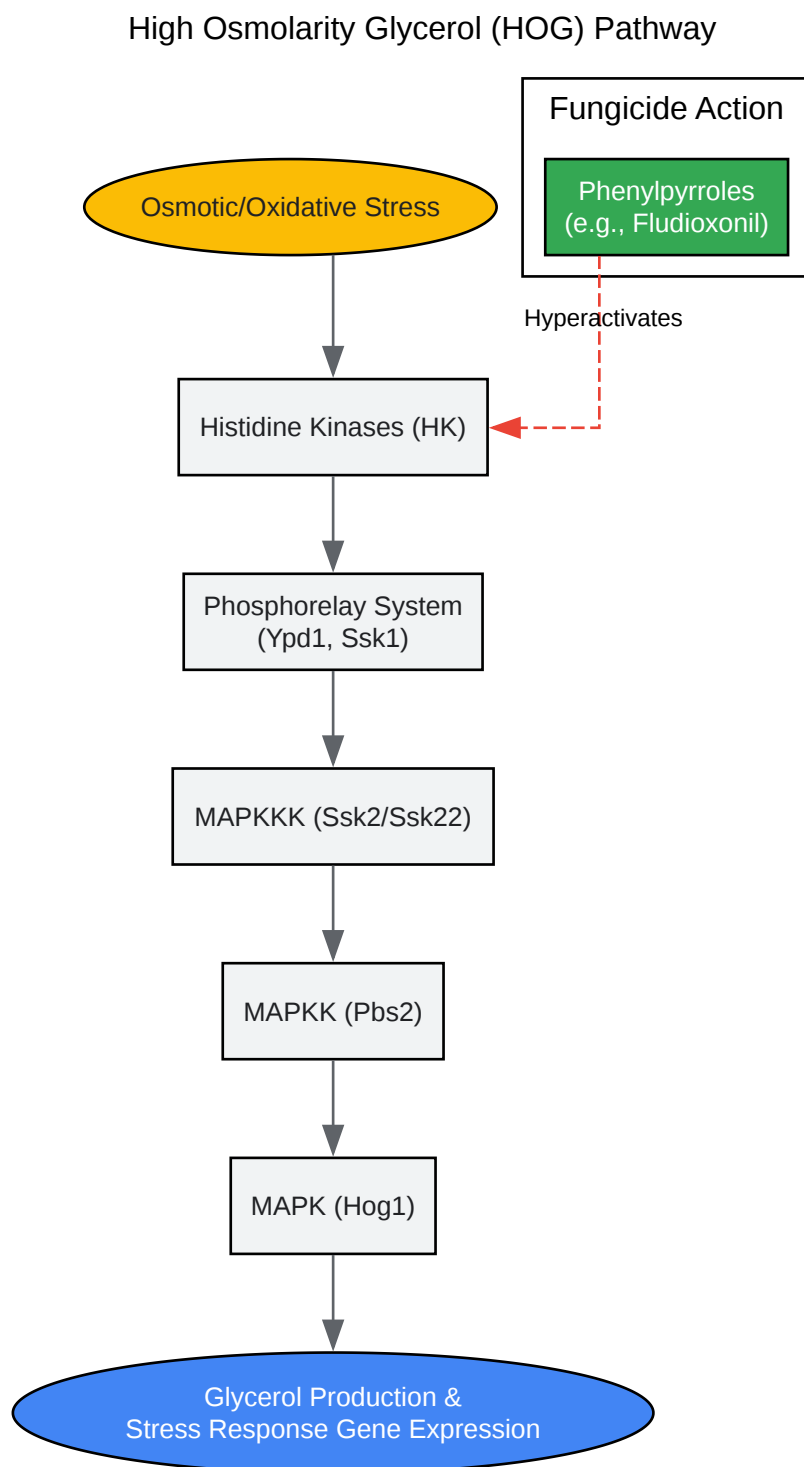 High Osmolarity Glycerol (HOG) Pathway
Fungicide Action
Phenylpyrroles
(e.g., Fludioxonil)
Osmotic/Oxidative Stress
Hyperactivates
Histidine Kinases (HK)
Phosphorelay System
(Ypd1, Ssk1)
MAPKKK (Ssk2/Ssk22)
MAPKK (Pbs2)
MAPK (Hog1)
Glycerol Production &
Stress Response Gene Expression